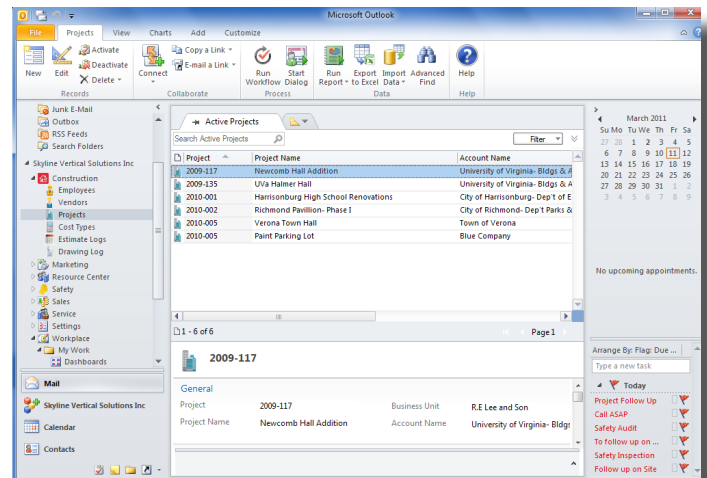 Microsoft Outlook
File Projects View Charts Add Customize
New Edit Activate Deactivate Delete
Records
Connect Copy a Link E-mail a Link
Collaborate
Run Workflow Start Dialog
Process
Run Report Export to Excel Import Data Advanced Find
Data
Help
Help
Junk E-Mail
Outbox
RSS Feeds
Search Folders
Skyline Vertical Solutions Inc
Construction
Employees
Vendors
Projects
Cost Types
Estimate Logs
Drawing Log
Marketing
Resource Center
Safety
Sales
Service
Settings
Workplace
My Work
Dashboards
Mail
Skyline Vertical Solutions Inc
Calendar
Contacts
Active Projects
Search Active Projects Filter
Project Project Name Account Name
2009-117 Newcomb Hall Addition University of Virginia- Bldgs & A
2009-135 UVa Halmer Hall University of Virginia- Bldgs & A
2010-001 Harrisonburg High School Renovations City of Harrisonburg- Dep't of E
2010-002 Richmond Pavillion- Phase I City of Richmond- Dep't Parks &
2010-005 Verona Town Hall Town of Verona
2010-005 Paint Parking Lot Blue Company
1 - 6 of 6 Page 1
2009-117
General
Project 2009-117 Business Unit R.E Lee and Son
Project Name Newcomb Hall Addition Account Name University of Virginia- Bldgs
March 2011
Su Mo Tu We Th Fr Sa
27 28 1 2 3 4 5
6 7 8 9 10 11 12
13 14 15 16 17 18 19
20 21 22 23 24 25 26
27 28 29 30 31 1 2
3 4 5 6 7 8 9
No upcoming appointments.
Arrange By: Flag: Due ...
Type a new task
Today
Project Follow Up
Call ASAP
Safety Audit
To follow up on ...
Safety Inspection
Follow up on Site